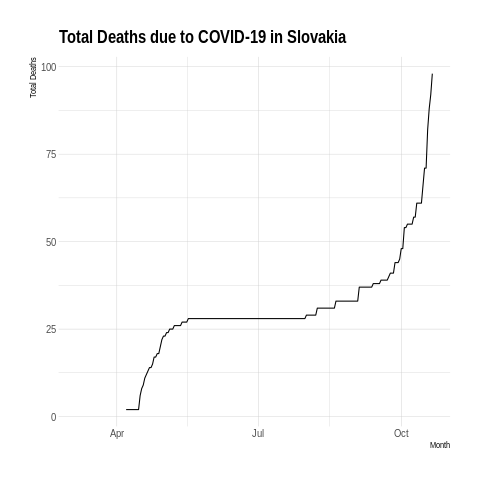 Total Deaths due to COVID-19 in Slovakia
Total Deaths
100
75
50
25
0
Apr
Jul
Oct
Month